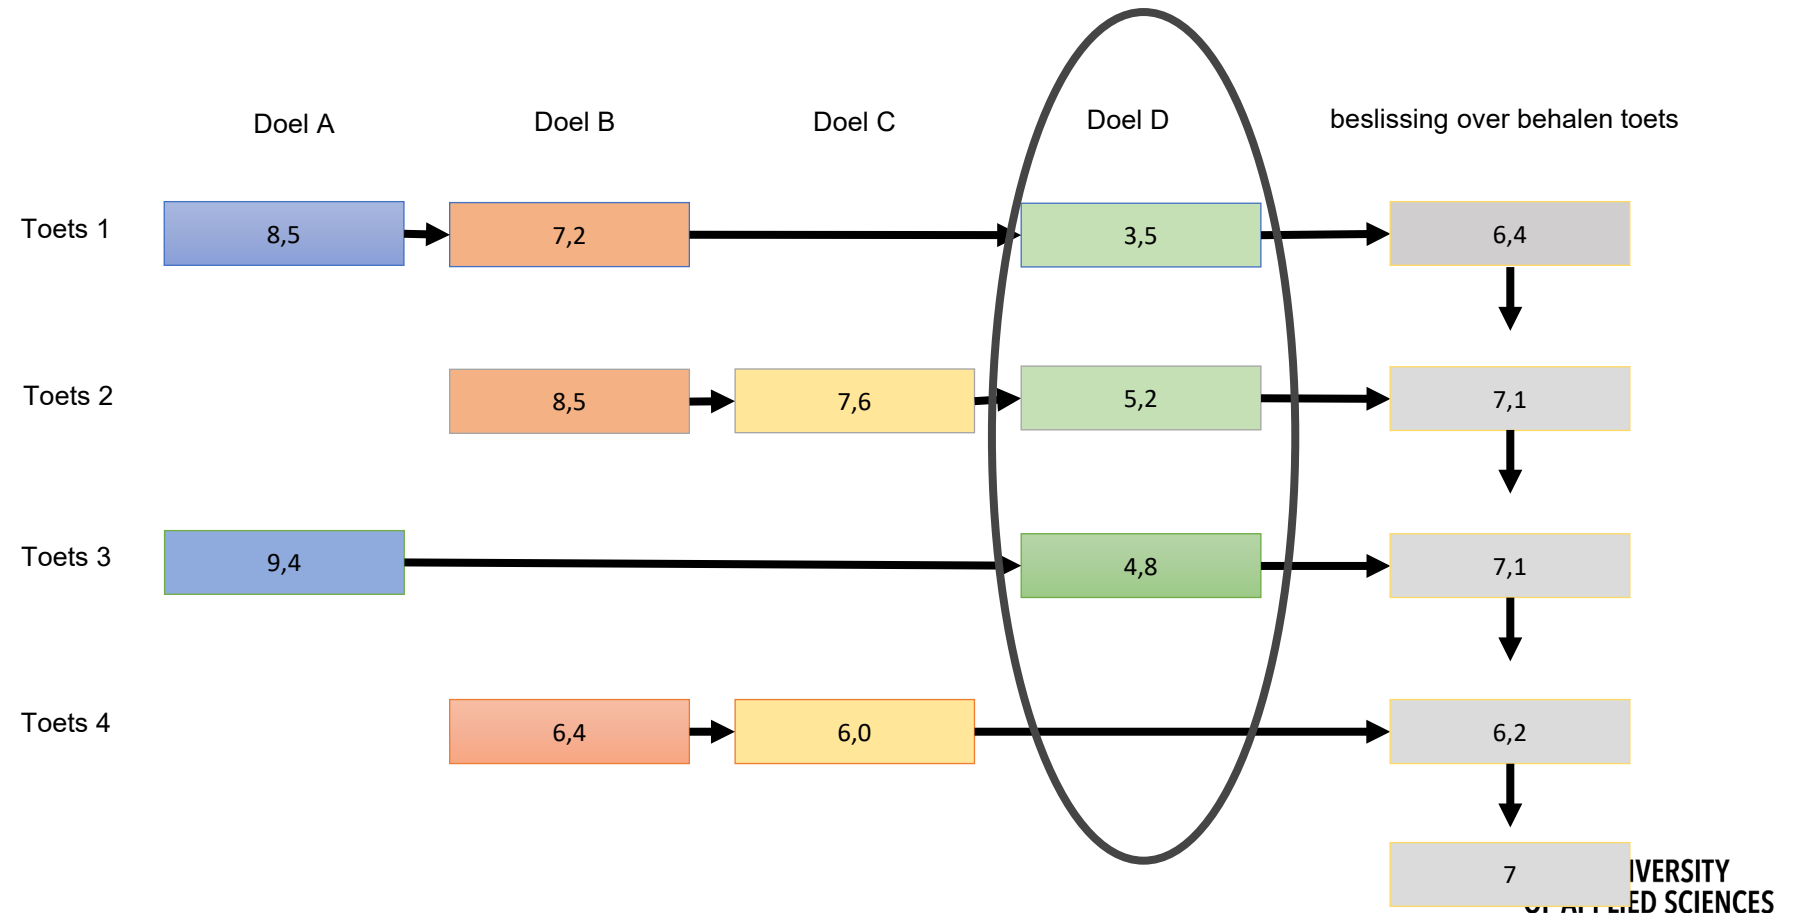 Doel A Doel B Doel C Doel D beslissing over behalen toets
Toets 1 8,5 7,2 3,5 6,4
Toets 2 8,5 7,6 5,2 7,1
Toets 3 9,4 4,8 7,1
Toets 4 6,4 6,0 6,2
7
SCIENCES